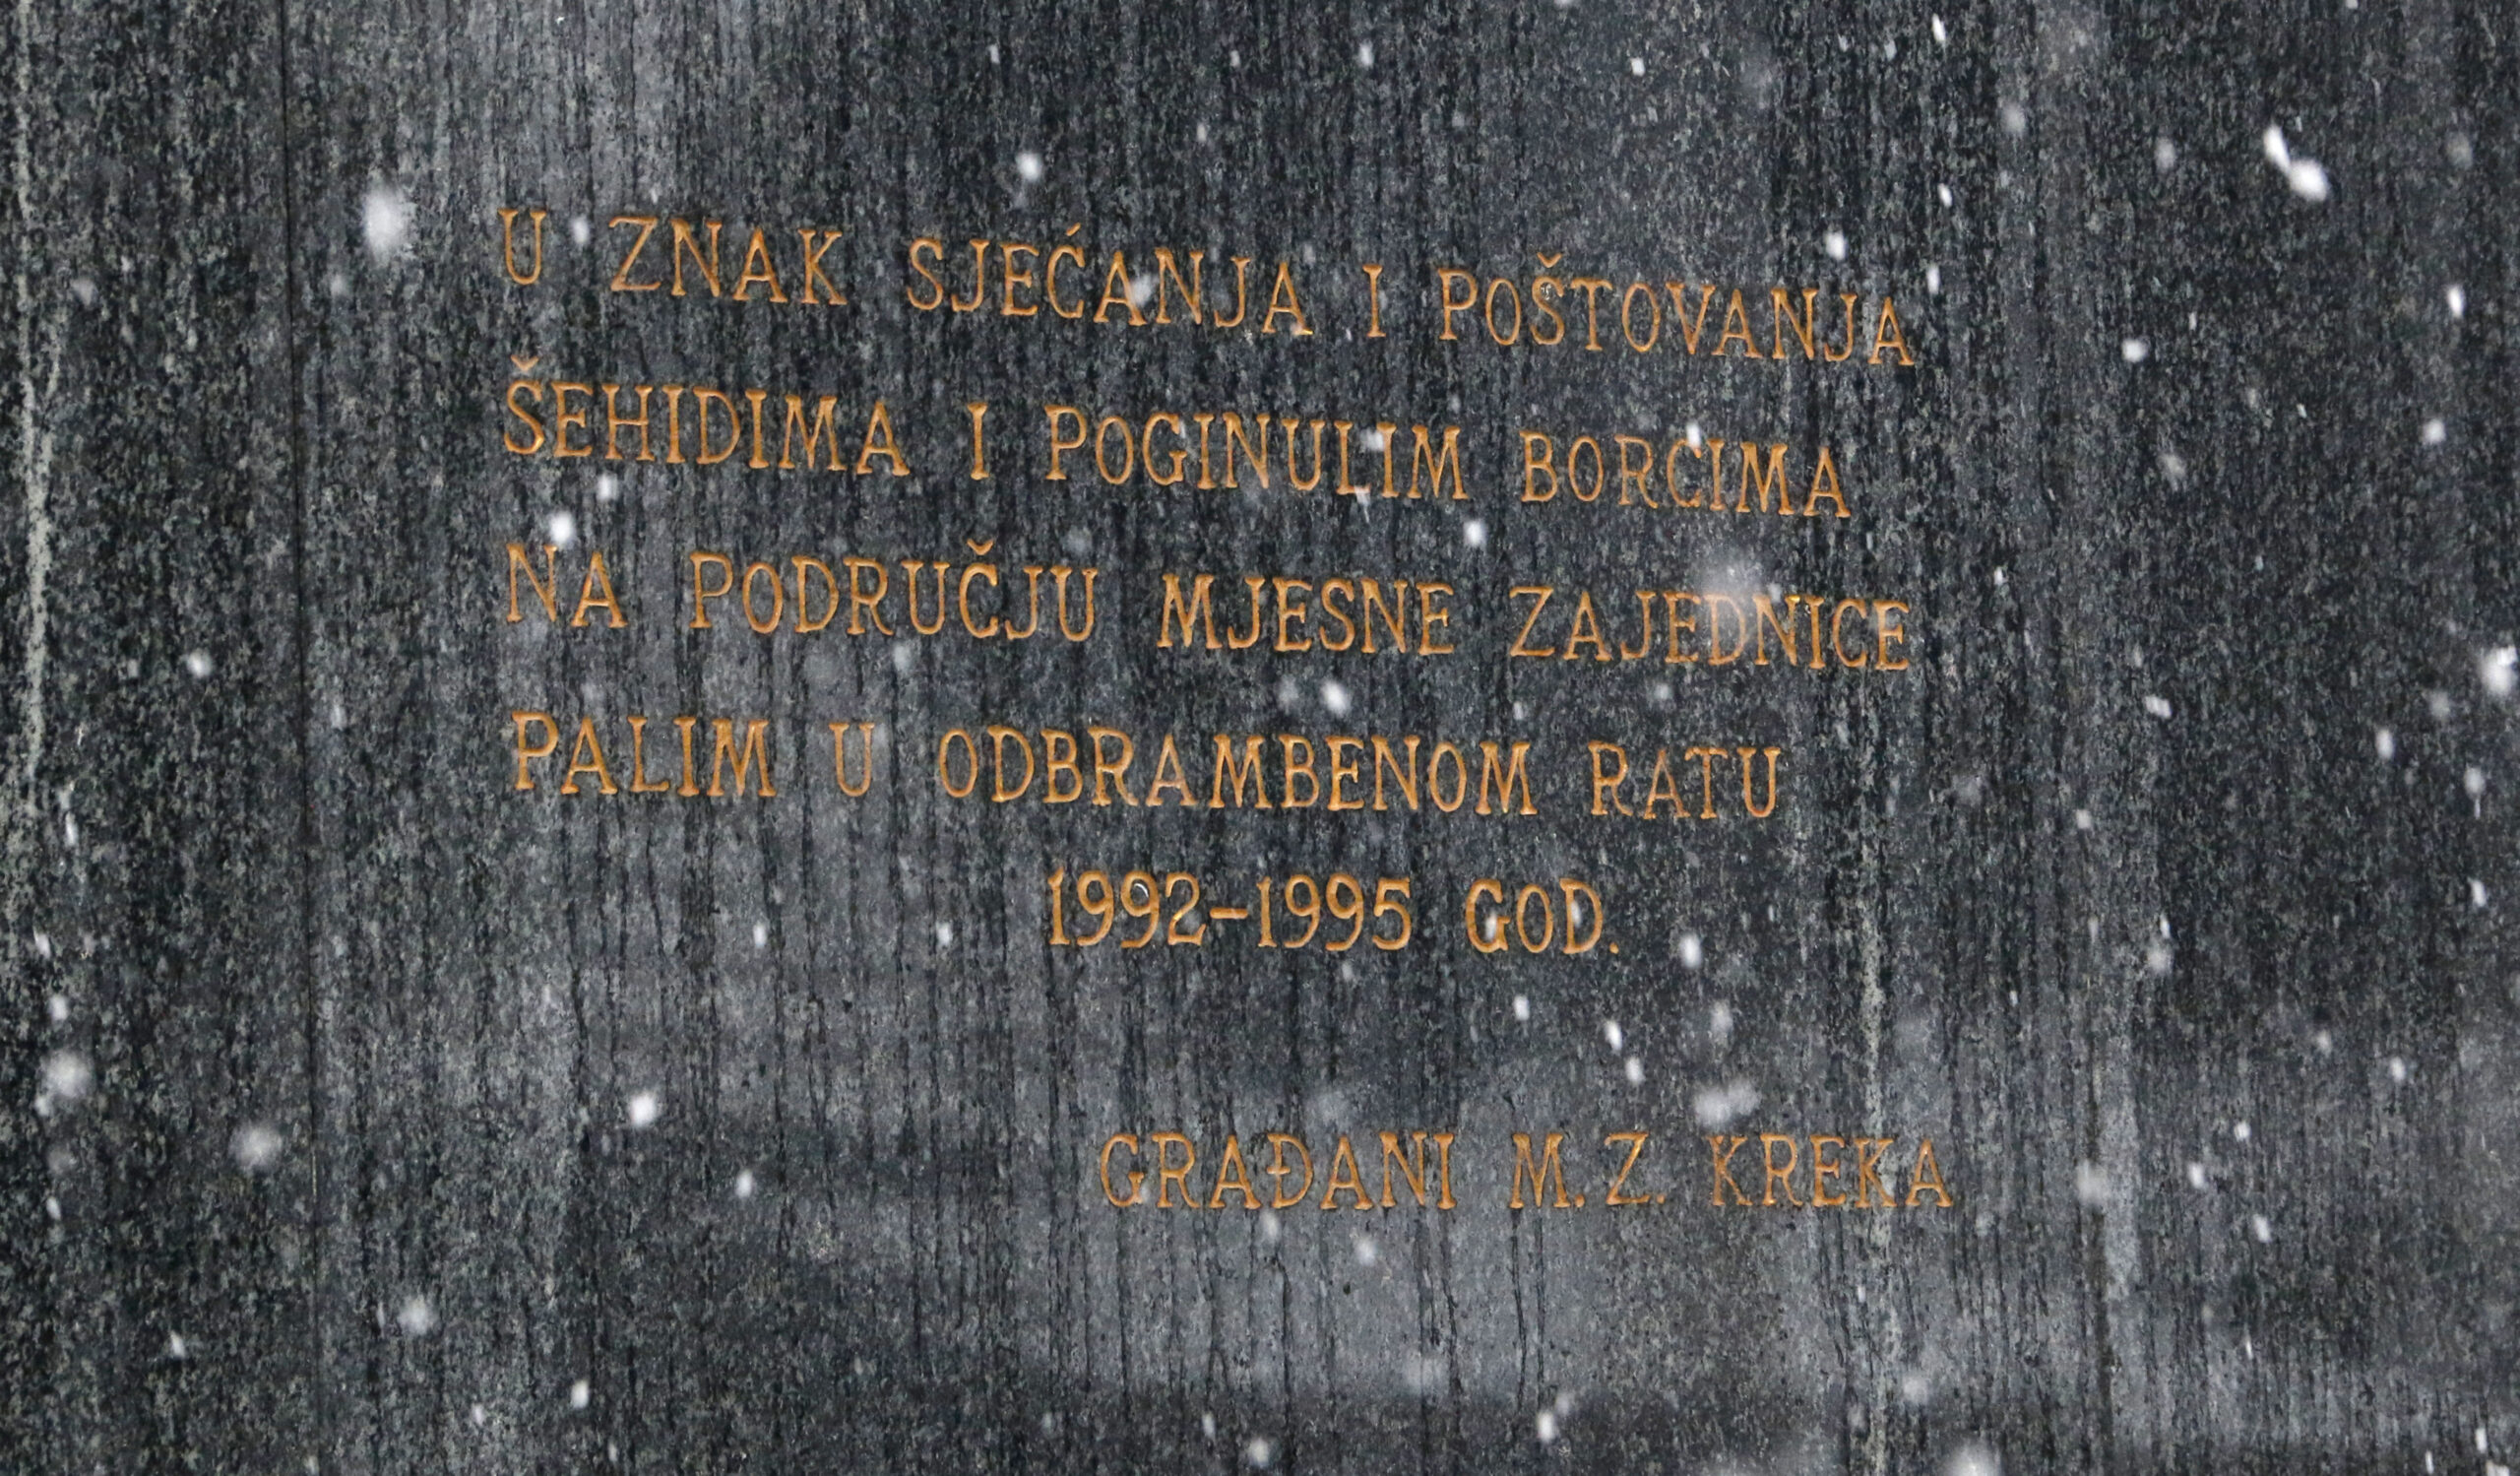 U ZNAK SJEĆANJA I POŠTOVANJA
ŠEHIDIMA I POGINULIM BORCIMA
NA PODRUČJU MJESNE ZAJEDNICE
PALIM U ODBRAMBENOM RATU
1992-1995 GOD.
GRAĐANI M.Z. KREKA